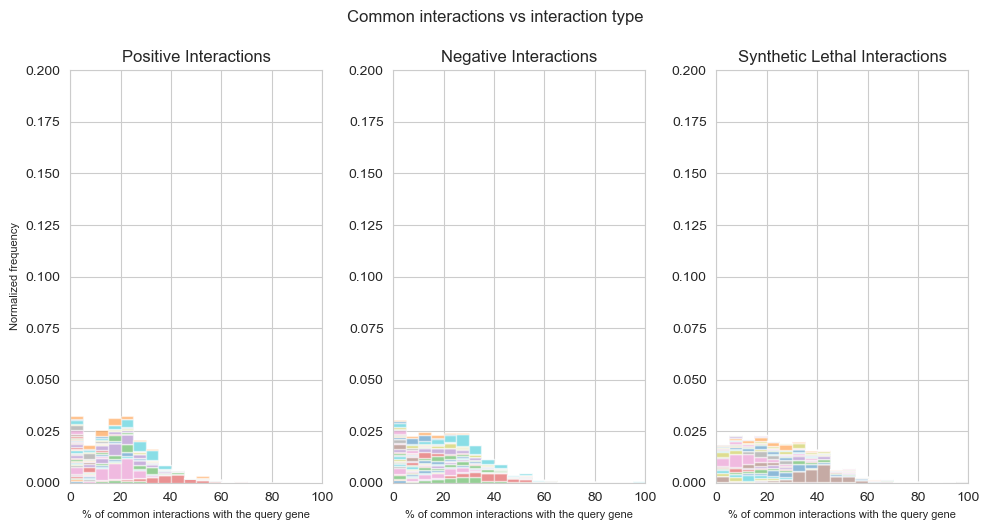 Common interactions vs interaction type
Positive Interactions
Negative Interactions
Synthetic Lethal Interactions
Normalized frequency
0.200
0.175
0.150
0.125
0.100
0.075
0.050
0.025
0.000
0 20 40 60 80 100
% of common interactions with the query gene
0.200
0.175
0.150
0.125
0.100
0.075
0.050
0.025
0.000
0 20 40 60 80 100
% of common interactions with the query gene
0.200
0.175
0.150
0.125
0.100
0.075
0.050
0.025
0.000
0 20 40 60 80 100
% of common interactions with the query gene